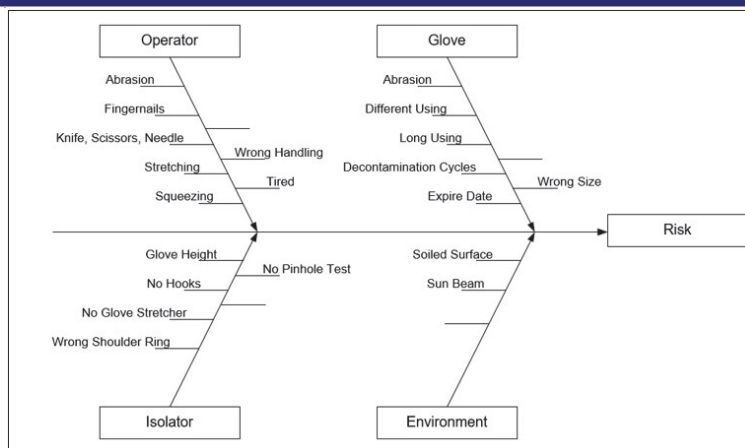 Operator
Glove
Abrasion
Fingernails
Knife, Scissors, Needle
Wrong Handling
Stretching
Tired
Squeezing
Abrasion
Different Using
Long Using
Decontamination Cycles
Wrong Size
Expire Date
Risk
Glove Height
No Pinhole Test
No Hooks
No Glove Stretcher
Wrong Shoulder Ring
Soiled Surface
Sun Beam
Isolator
Environment